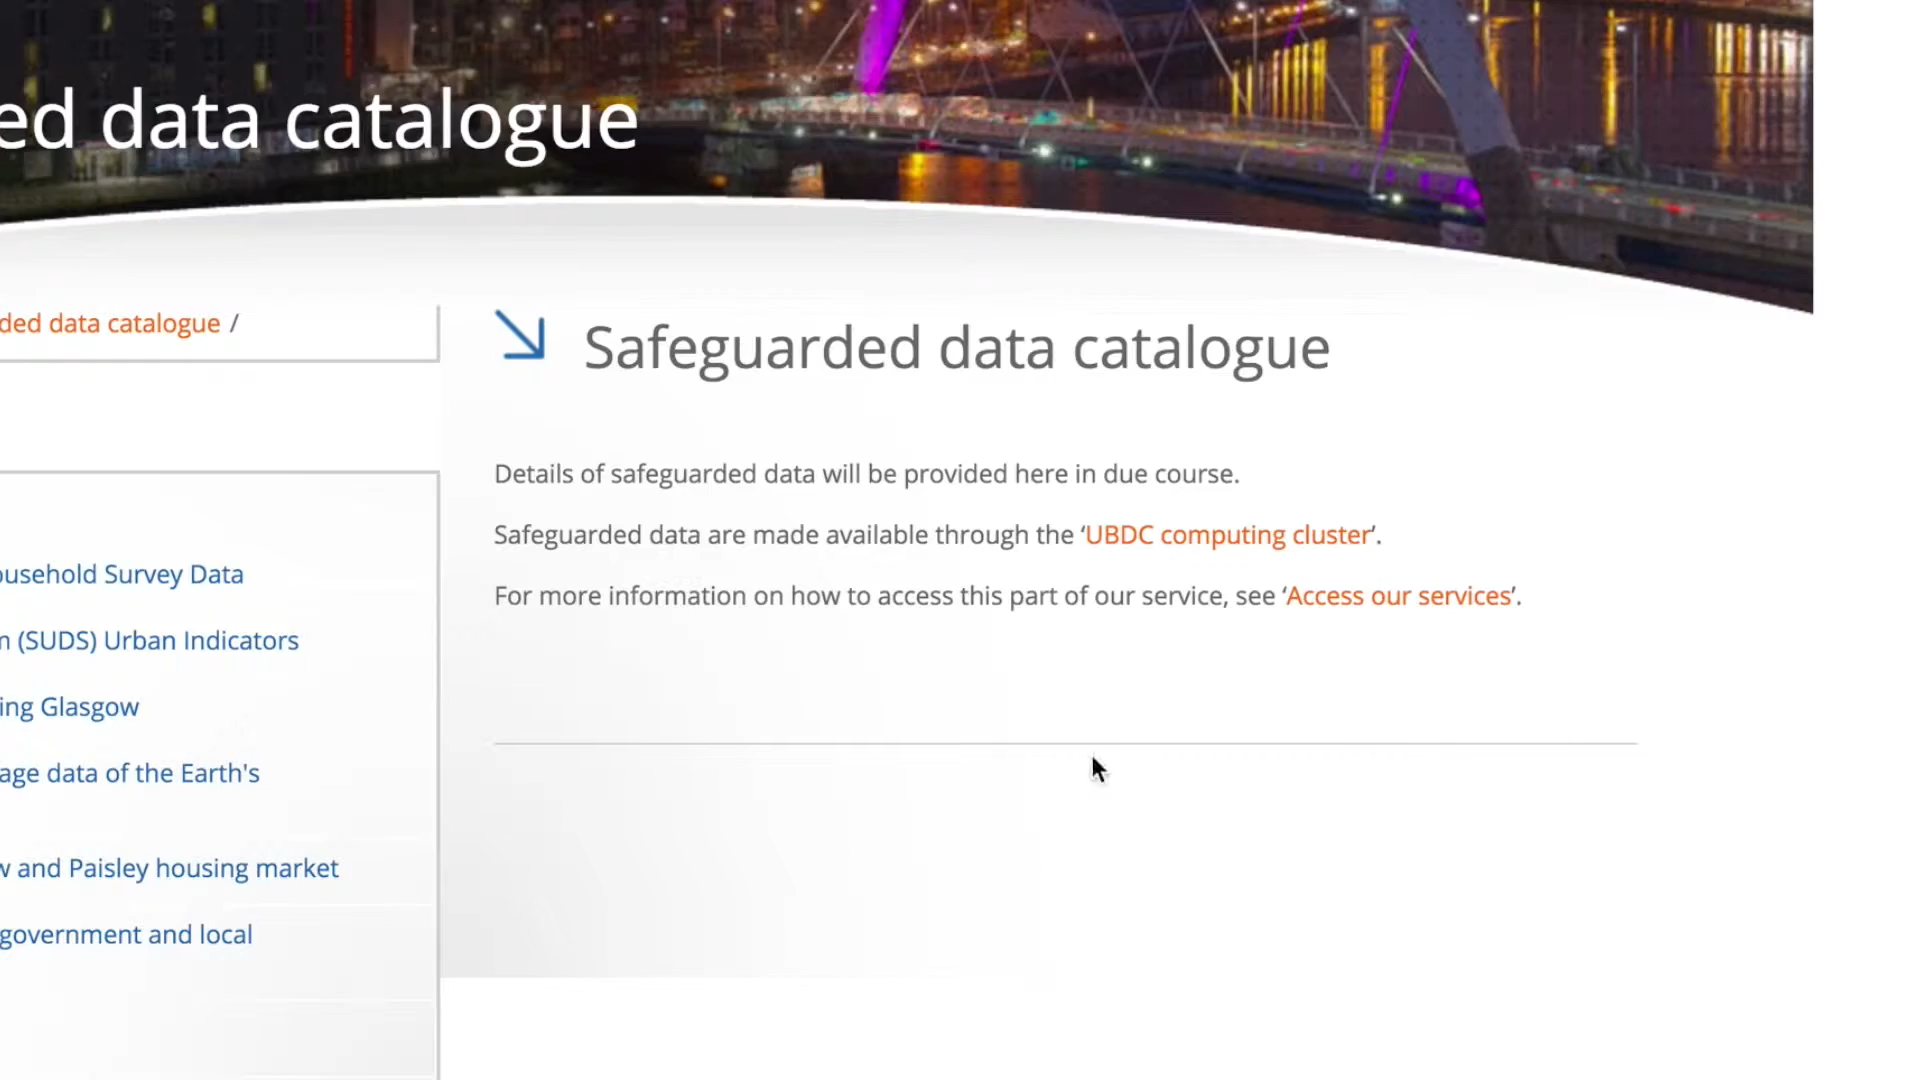 ed data catalogue
ded data catalogue /
Safeguarded data catalogue
Details of safeguarded data will be provided here in due course.
Safeguarded data are made available through the ‘UBDC computing cluster’.
For more information on how to access this part of our service, see ‘Access our services’.
ousehold Survey Data
n (SUDS) Urban Indicators
ing Glasgow
age data of the Earth's
w and Paisley housing market
government and local